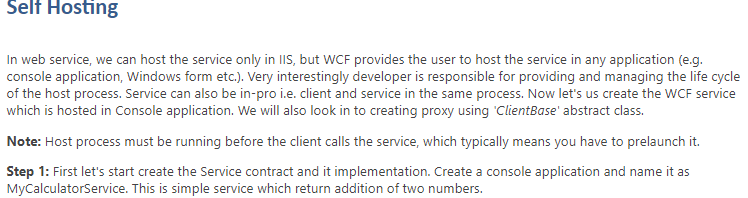 Self Hosting
In web service, we can host the service only in IIS, but WCF provides the user to host the service in any application (e.g.
console application, Windows form etc.). Very interestingly developer is responsible for providing and managing the life cycle
of the host process. Service can also be in-pro i.e. client and service in the same process. Now let's us create the WCF service
which is hosted in Console application. We will also look in to creating proxy using 'ClientBase' abstract class.
Note: Host process must be running before the client calls the service, which typically means you have to prelaunch it.
Step 1: First let's start create the Service contract and it implementation. Create a console application and name it as
MyCalculatorService. This is simple service which return addition of two numbers.